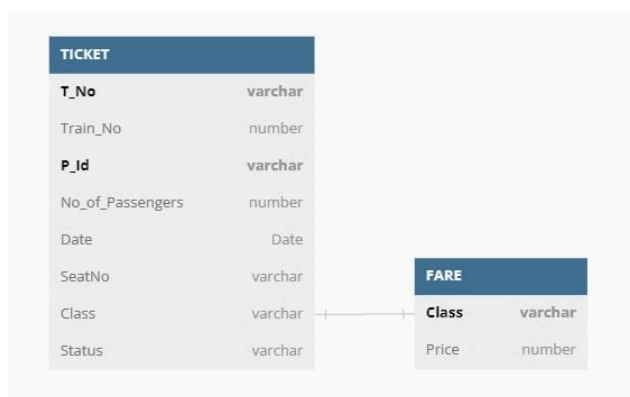 TICKET
T_No varchar
Train_No number
P_Id varchar
No_of_Passengers number
Date Date
SeatNo varchar
Class varchar
Status varchar
FARE
Class varchar
Price number